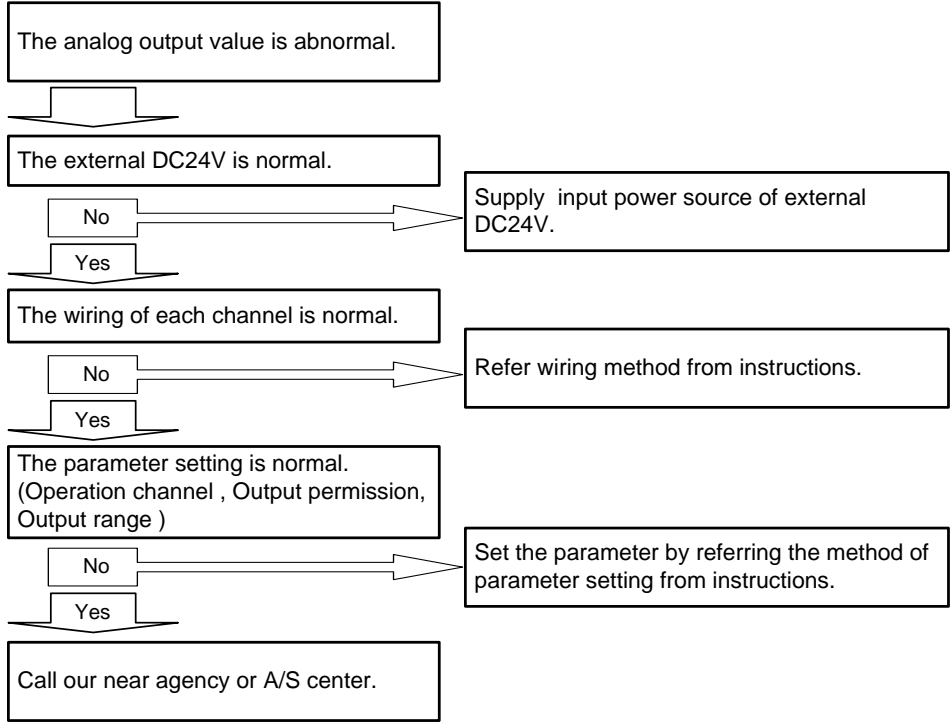 The analog output value is abnormal.
The external DC24V is normal.
No
Supply  input power source of external
DC24V.
Yes
The wiring of each channel is normal.
No
Refer wiring method from instructions.
Yes
The parameter setting is normal.
(Operation channel , Output permission,
Output range )
No
Set the parameter by referring the method of
parameter setting from instructions.
Yes
Call our near agency or A/S center.